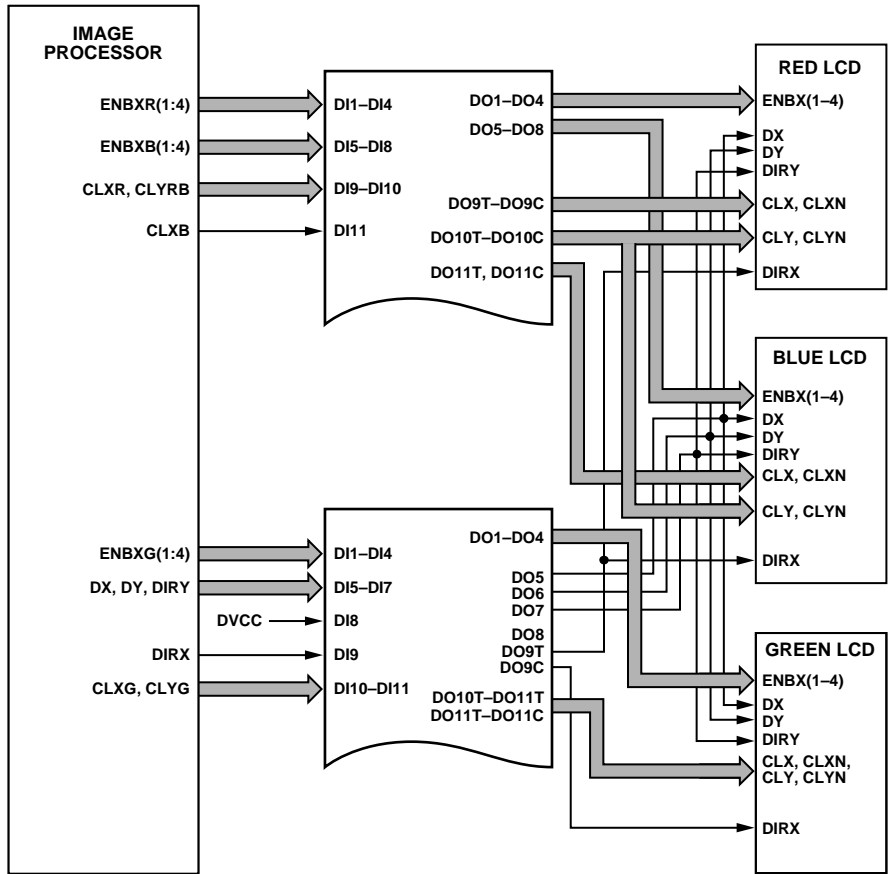 IMAGE
PROCESSOR
ENBXR(1:4)
ENBXB(1:4)
CLXR, CLYRB
CLXB
ENBXG(1:4)
DX, DY, DIRY
DVCC
DIRX
CLXG, CLYG
DI1–DI4
DI5–DI8
DI9–DI10
DI11
DO1–DO4
DO5–DO8
DO9T–DO9C
DO10T–DO10C
DO11T, DO11C
DI1–DI4
DI5–DI7
DI8
DI9
DI10–DI11
DO1–DO4
DO5
DO6
DO7
DO8
DO9T
DO9C
DO10T–DO11T
DO11T–DO11C
RED LCD
ENBX(1–4)
DX
DY
DIRY
CLX, CLXN
CLY, CLYN
DIRX
BLUE LCD
ENBX(1–4)
DX
DY
DIRY
CLX, CLXN
CLY, CLYN
DIRX
GREEN LCD
ENBX(1–4)
DX
DY
DIRY
CLX, CLXN,
CLY, CLYN
DIRX